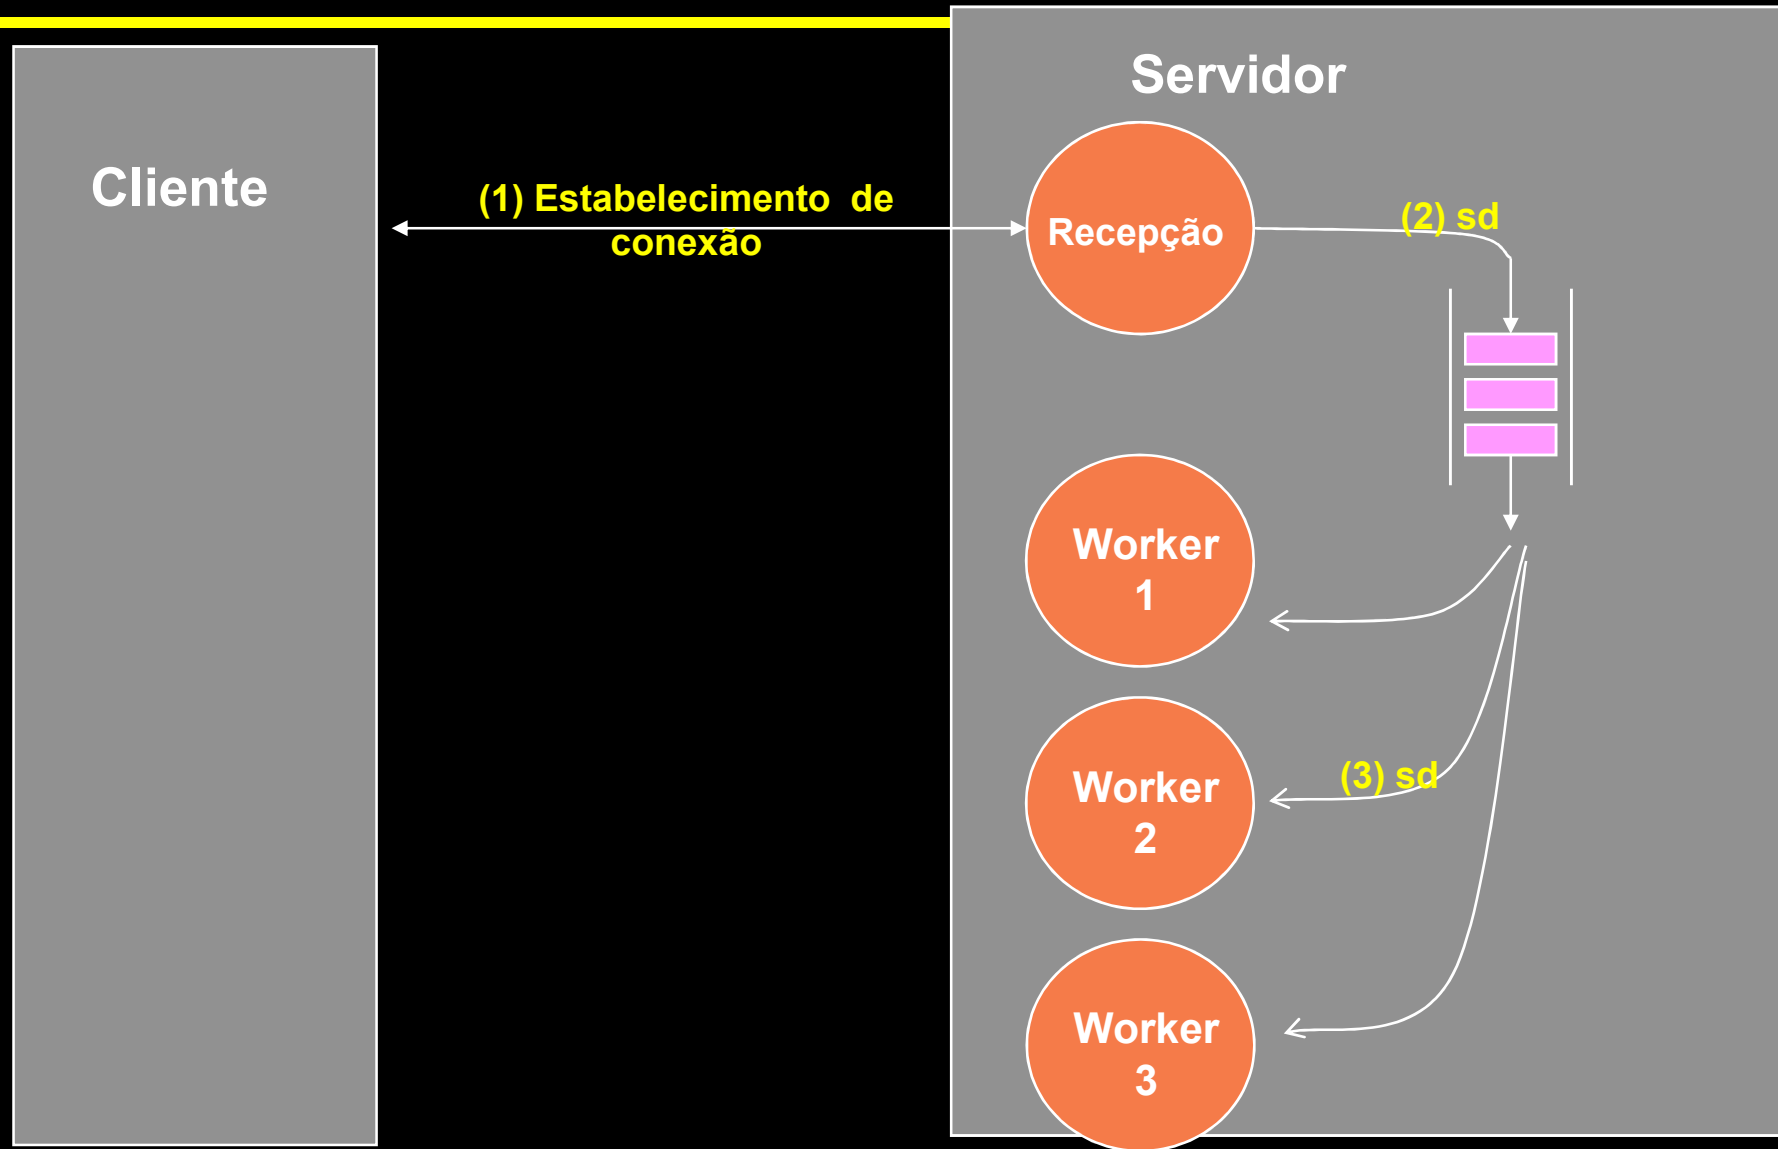 Servidor
Cliente
(1) Estabelecimento de
conexão
Recepção
(2) sd
Worker
1
Worker
2
(3) sd
Worker
3